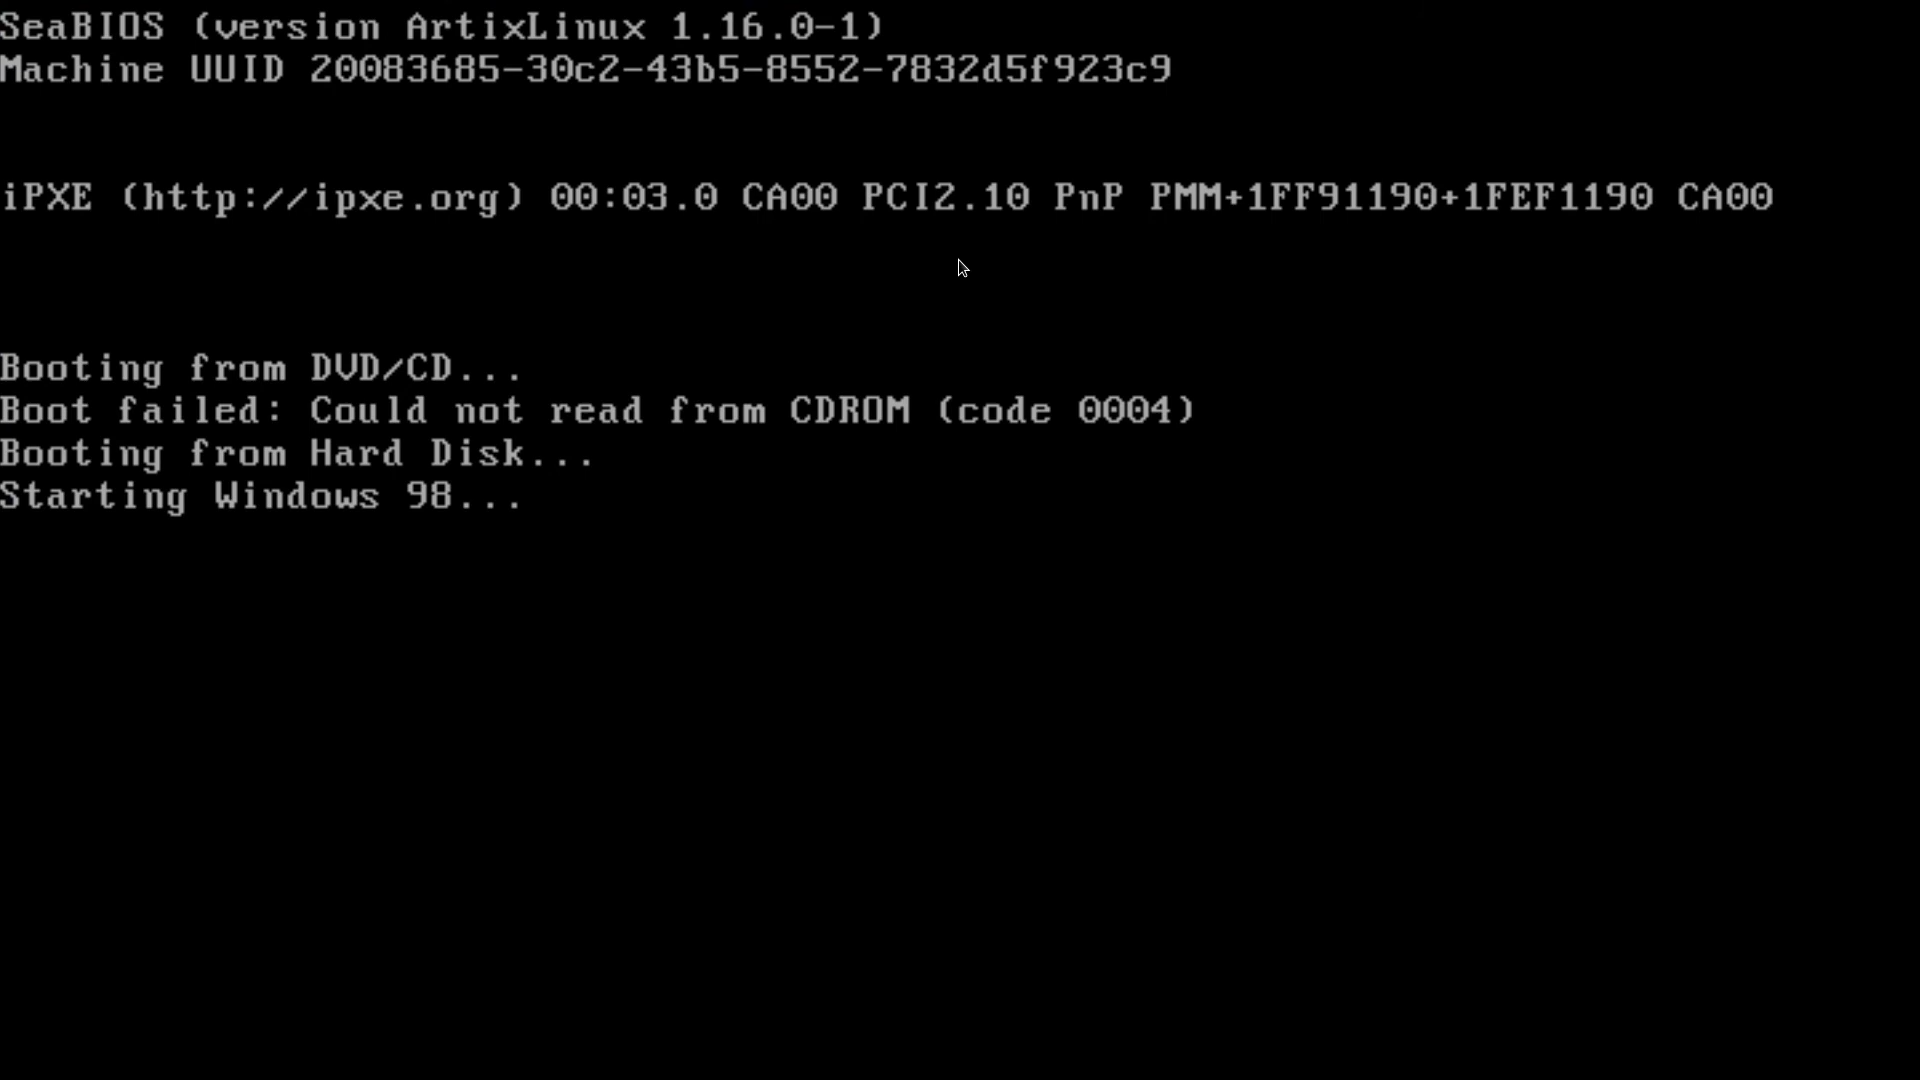 SeaBIOS (version ArtixLinux 1.16.0-1)
Machine UUID 20083685-30c2-43b5-8552-7832d5f923c9
iPXE (http://ipxe.org) 00:03.0 CA00 PCI2.10 PnP PMM+1FF91190+1FEF1190 CA00
Booting from DVD/CD...
Boot failed: Could not read from CDROM (code 0004)
Booting from Hard Disk...
Starting Windows 98...